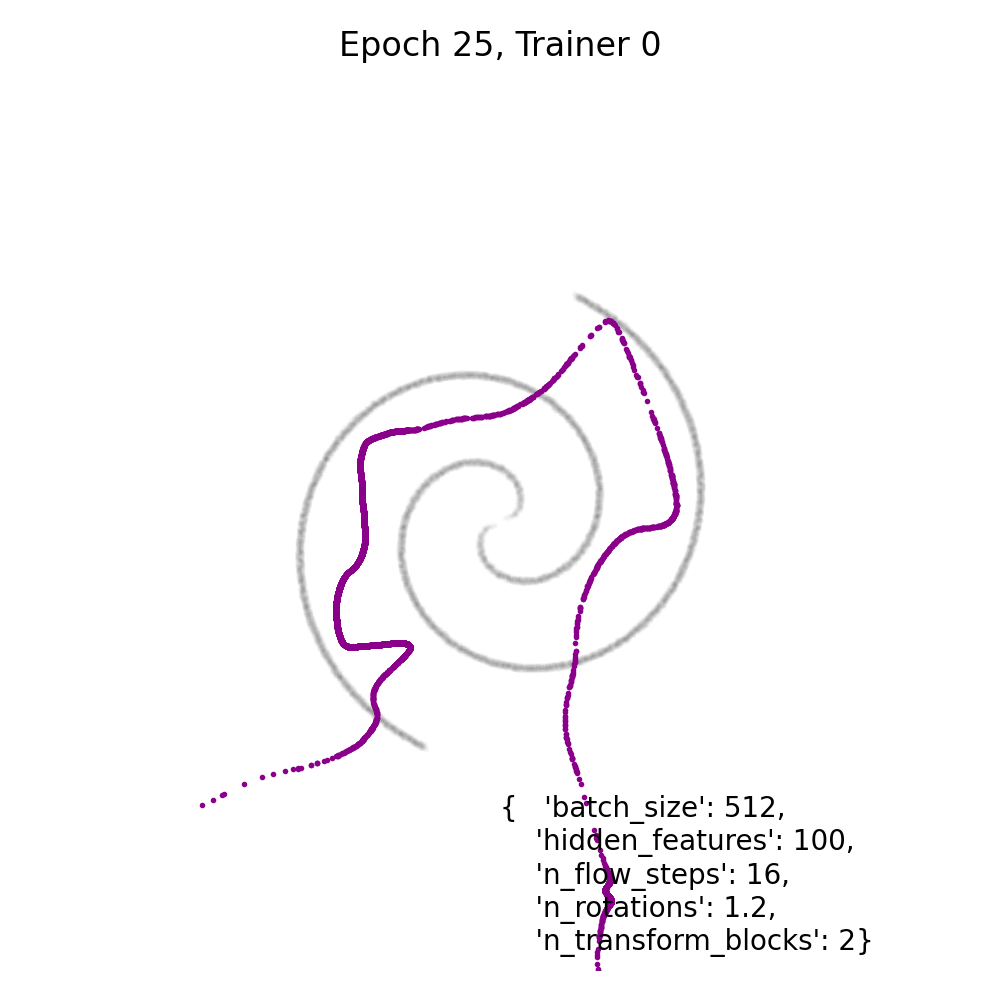 Epoch 25, Trainer 0
{   'batch_size': 512,
'hidden_features': 100,
'n_flow_steps': 16,
'n_rotations': 1.2,
'n_transform_blocks': 2}